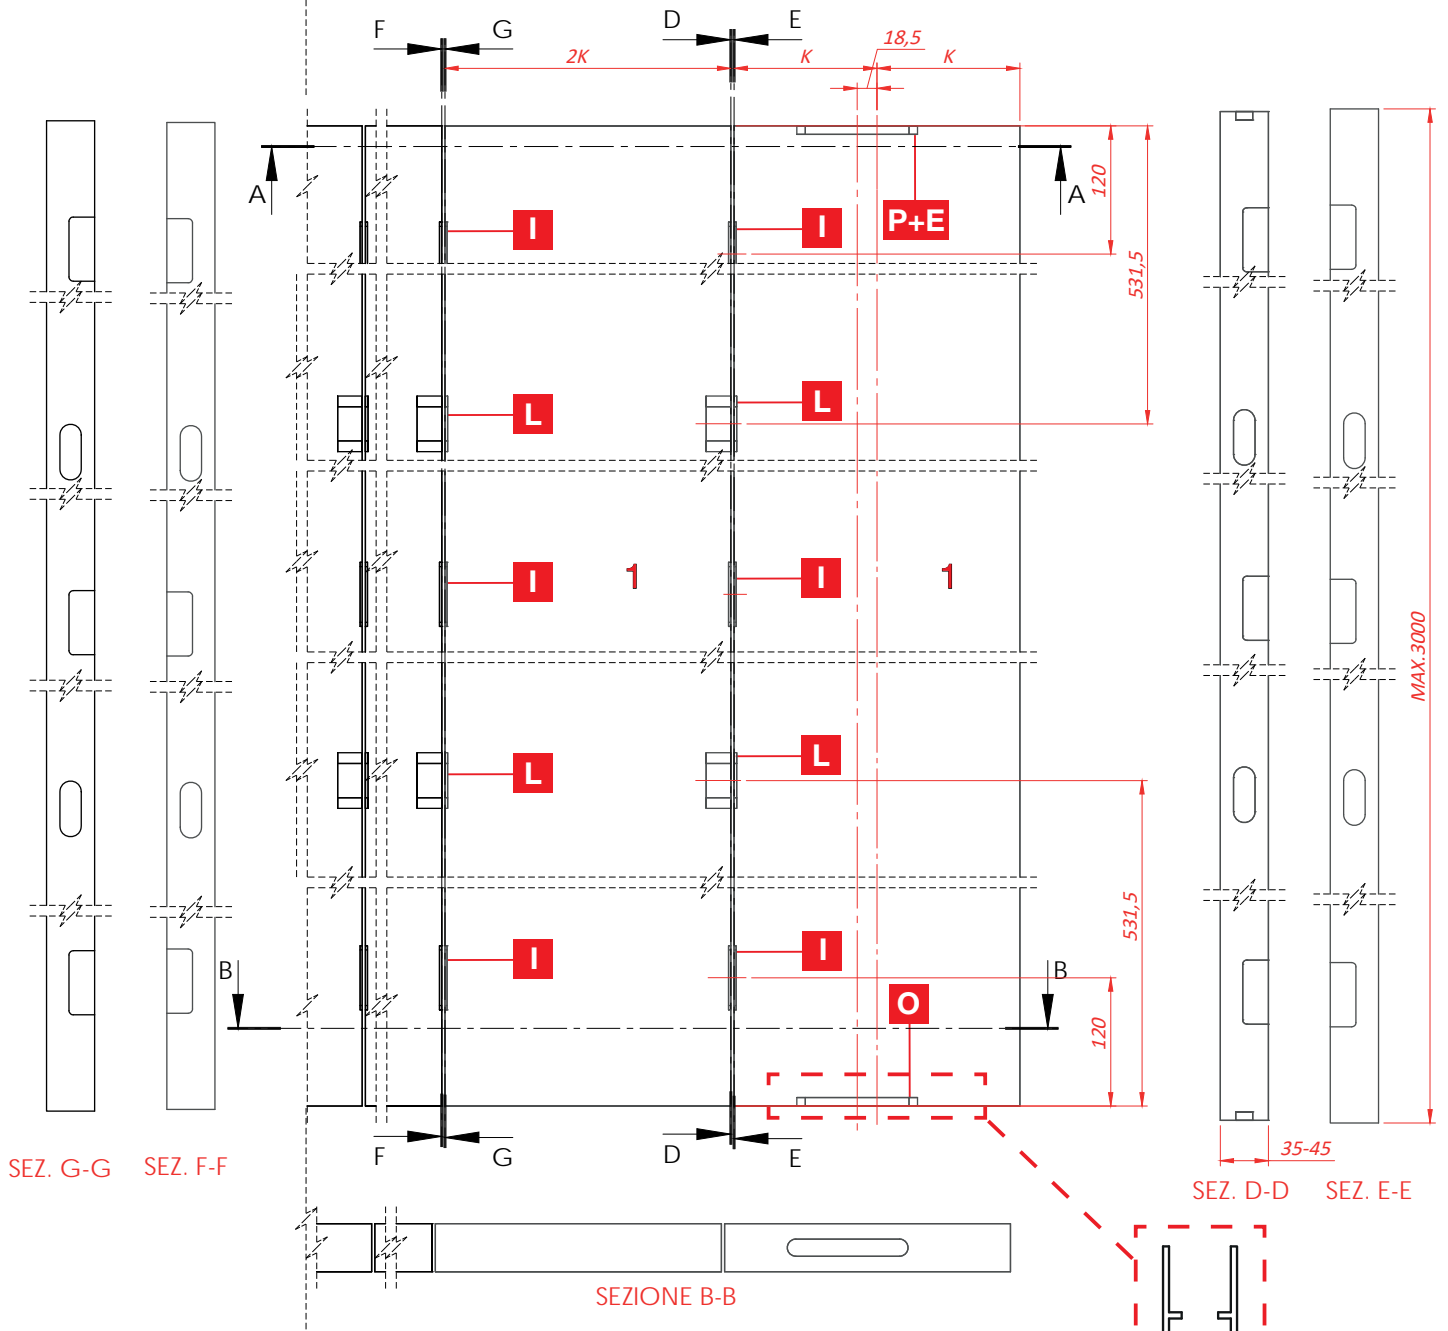 F
G
D
E
18,5
2K
K
K
A
A
120
531,5
I
I
P+E
L
L
I
1
I
1
MAX.3000
L
L
531,5
I
I
B
B
O
120
F
G
D
E
35-45
SEZ. G-G
SEZ. F-F
SEZ. D-D
SEZ. E-E
SEZIONE B-B